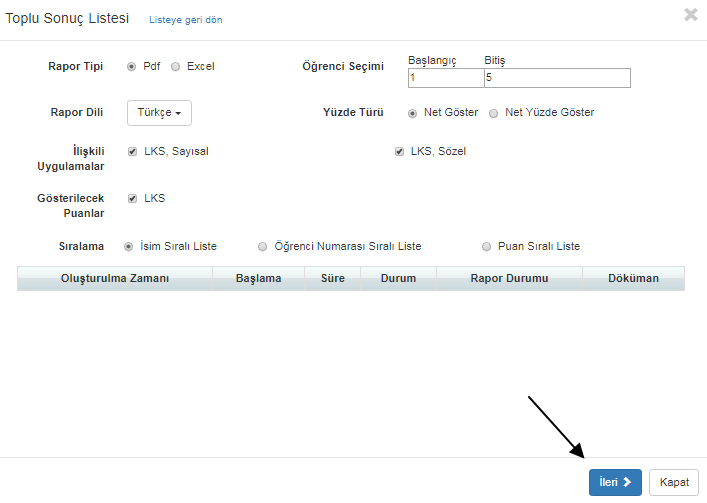 Toplu Sonuç Listesi Listeye geri dön
Rapor Tipi Pdf Excel Öğrenci Seçimi Başlangıç Bitiş
1 5
Rapor Dili Türkçe Yüzde Türü Net Göster Net Yüzde Göster
İlişkili Uygulamalar LKS, Sayısal LKS, Sözel
Gösterilecek Puanlar LKS
Sıralama İsim Sıralı Liste Öğrenci Numarası Sıralı Liste Puan Sıralı Liste
Oluşturulma Zamanı Başlama Süre Durum Rapor Durumu Döküman
İleri Kapat